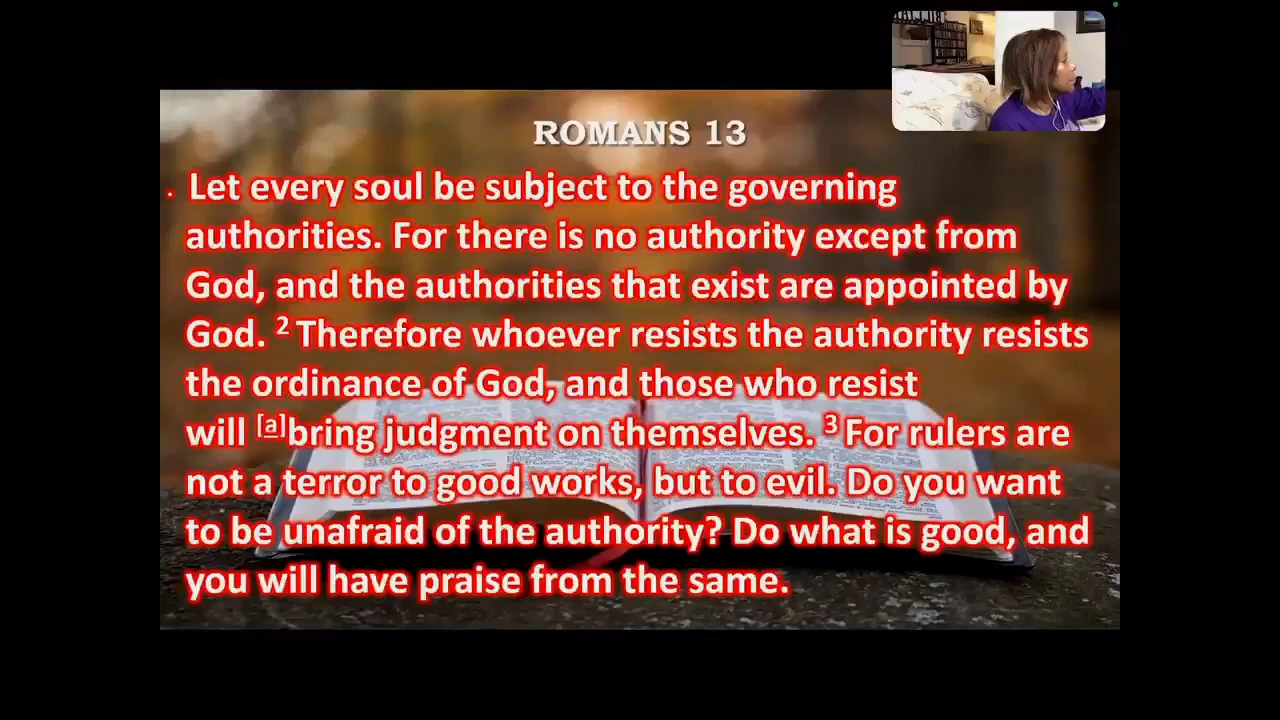 ROMANS 13
. Let every soul be subject to the governing
authorities. For there is no authority except from
God, and the authorities that exist are appointed by
God. 2 Therefore whoever resists the authority resists
the ordinance of God, and those who resist
will [a]bring judgment on themselves. 3 For rulers are
not a terror to good works, but to evil. Do you want
to be unafraid of the authority? Do what is good, and
you will have praise from the same.